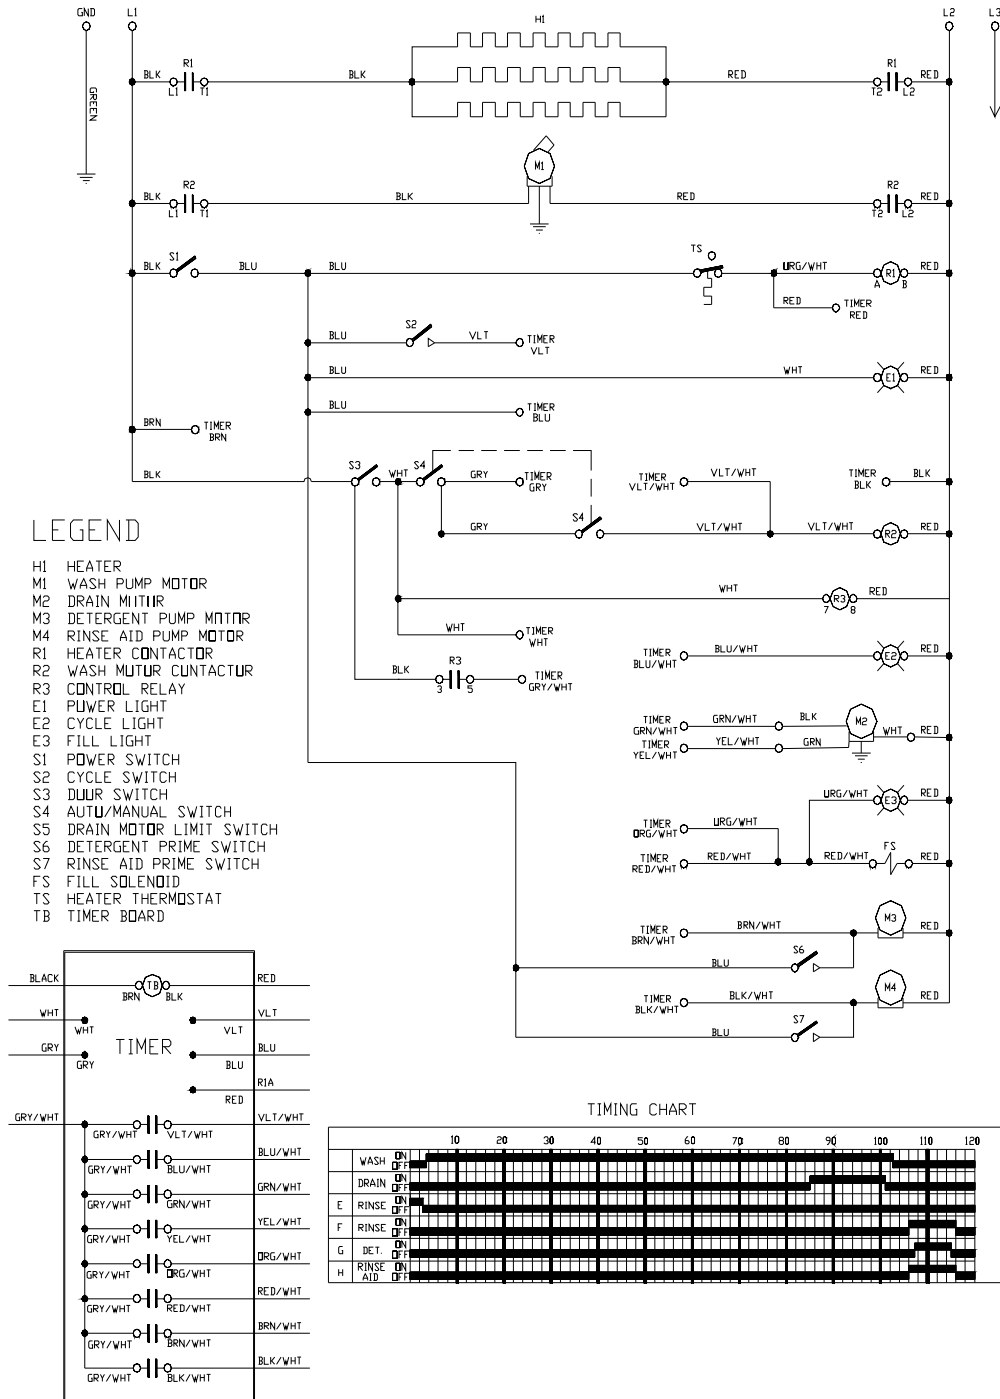 GND L1 H1 L2 L3
R1 R1
BLK BLK RED RED
L1 T1 T2 L2
GREEN
M1
R2 R2
BLK BLK RED RED
L1 T1 T2 L2
S1 TS
BLK BLU BLU ORG/WHT R1 RED
A B
RED TIMER
RED
S2
BLU VLT TIMER
VLT
BLU WHT E1 RED
BLU TIMER
BLU
BRN TIMER
BRN
S3 S4
BLK WHT GRY TIMER
GRY
TIMER
VLT/WHT
VLT/WHT
TIMER
BLK
BLK
GRY S4 VLT/WHT VLT/WHT R2 RED
WHT R3 RED
7 8
WHT TIMER
WHT
TIMER
BLU/WHT
BLU/WHT E2 RED
R3
BLK TIMER
GRY/WHT
3 5
TIMER
GRN/WHT
GRN/WHT BLK M2
WHT RED
TIMER
YEL/WHT
YEL/WHT GRN
ORG/WHT E3 RED
TIMER
ORG/WHT
ORG/WHT
FS
TIMER
RED/WHT
RED/WHT RED/WHT RED
TIMER
BRN/WHT
BRN/WHT M3 RED
S6
BLU
TIMER
BLK/WHT
BLK/WHT M4 RED
S7
BLU
LEGEND
H1 HEATER
M1 WASH PUMP MOTOR
M2 DRAIN MOTOR
M3 DETERGENT PUMP MOTOR
M4 RINSE AID PUMP MOTOR
R1 HEATER CONTACTOR
R2 WASH MOTOR CONTACTOR
R3 CONTROL RELAY
E1 POWER LIGHT
E2 CYCLE LIGHT
E3 FILL LIGHT
S1 POWER SWITCH
S2 CYCLE SWITCH
S3 DOOR SWITCH
S4 AUTO/MANUAL SWITCH
S5 DRAIN MOTOR LIMIT SWITCH
S6 DETERGENT PRIME SWITCH
S7 RINSE AID PRIME SWITCH
FS FILL SOLENOID
TS HEATER THERMOSTAT
TB TIMER BOARD
BLACK TB RED
BRN BLK
WHT VLT
WHT VLT
TIMER
GRY BLU
GRY BLU
R1A
RED
GRY/WHT VLT/WHT
GRY/WHT VLT/WHT
BLU/WHT
GRY/WHT BLU/WHT
GRN/WHT
GRY/WHT GRN/WHT
YEL/WHT
GRY/WHT YEL/WHT
ORG/WHT
GRY/WHT ORG/WHT
RED/WHT
GRY/WHT RED/WHT
BRN/WHT
GRY/WHT BRN/WHT
BLK/WHT
GRY/WHT BLK/WHT
TIMING CHART
10 20 30 40 50 60 70 80 90 100 110 120
WASH ON
OFF
DRAIN ON
OFF
E RINSE ON
OFF
F RINSE ON
OFF
G DET. ON
OFF
H RINSE AID ON
OFF